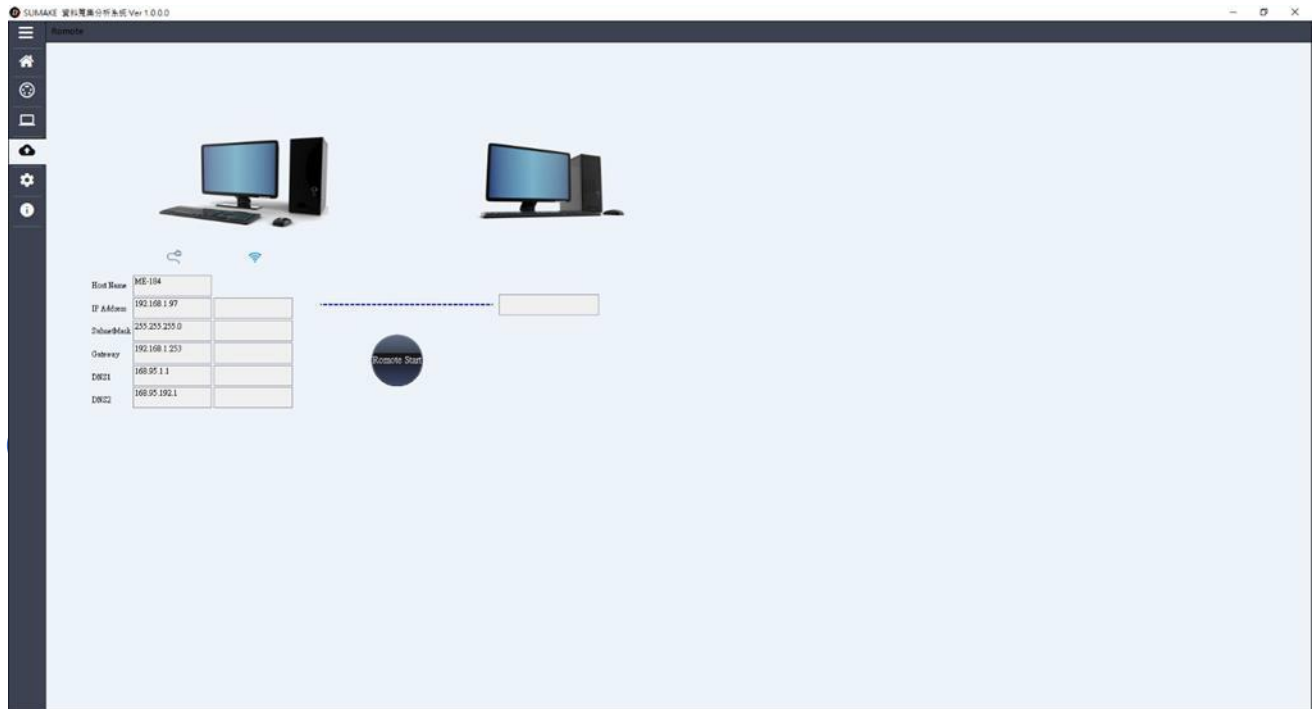 SUMAKE 資料蒐集分析系統 Ver 1.0.0.0
Romote
Host Name ME-184
IP Address 192.168.1.97
SubnetMask 255.255.255.0
Gateway 192.168.1.253
Romote Start
DNS1 168.95.1.1
DNS2 168.95.192.1